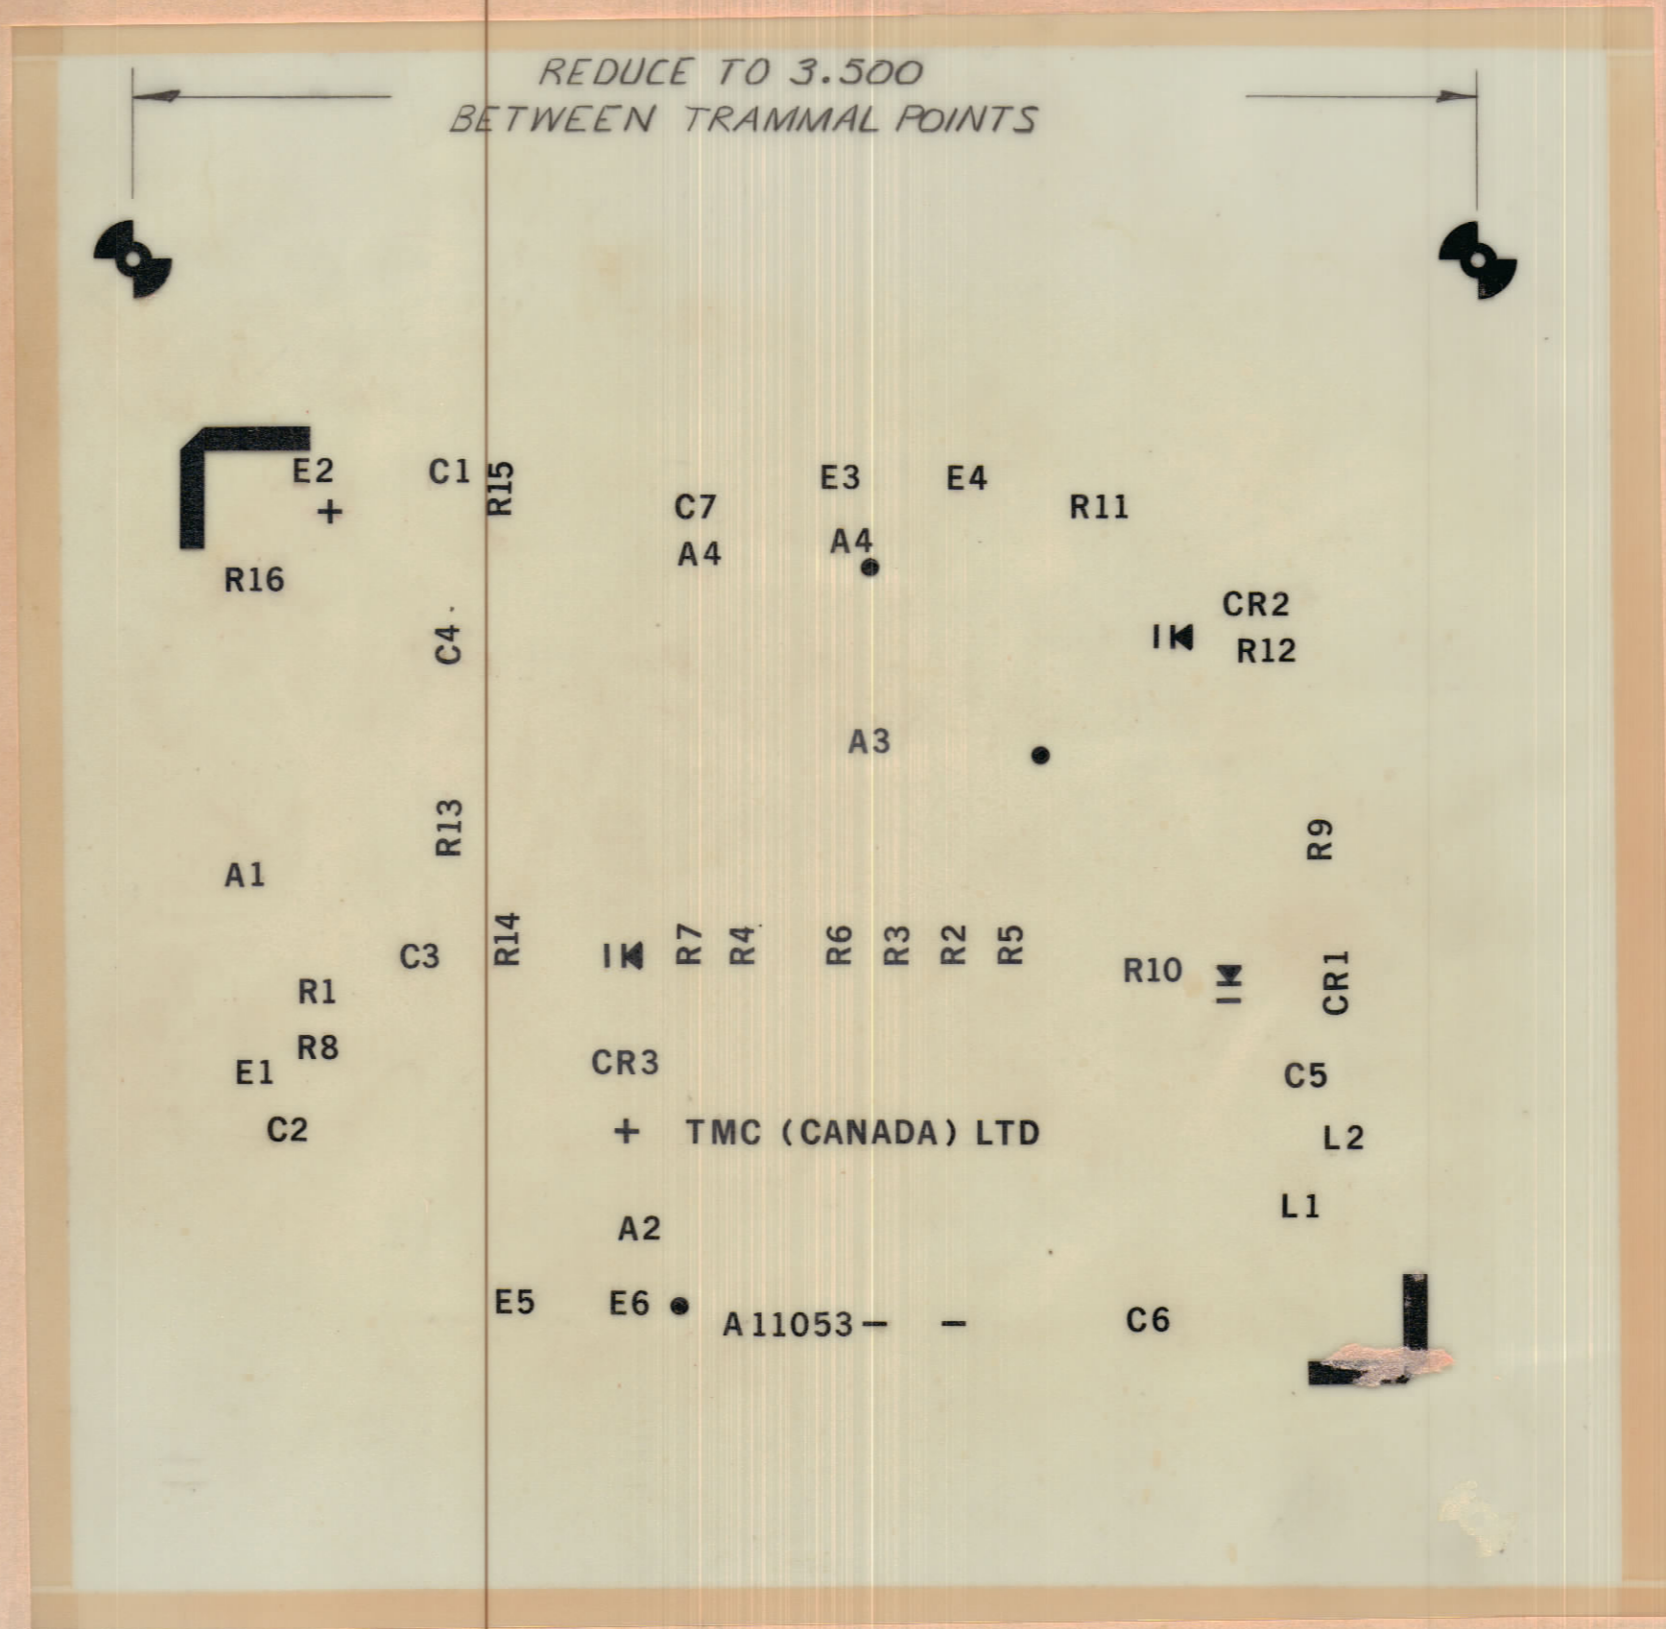 REDUCE TO 3.500
BETWEEN TRAMMAL POINTS
E2
+
C1
R15
C7
A4
E3
A4
E4
R11
R16
C4
CR2
R12
A3
R13
A1
R9
C3
R14
R7
R4
R6
R3
R2
R5
R10
CR1
R1
R8
E1
CR3
C5
C2
+ TMC (CANADA) LTD
L2
L1
A2
E5
E6
A11053- -
C6